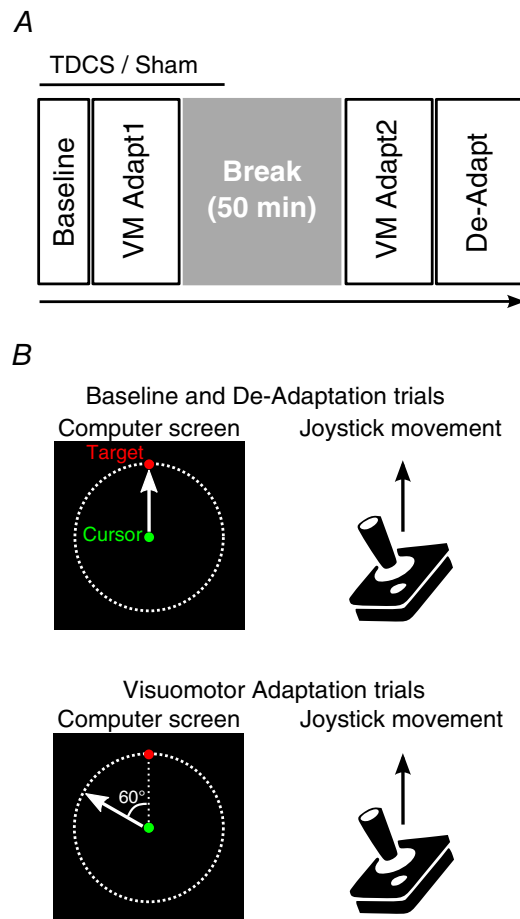 A
TDCS / Sham
Baseline
VM Adapt1
Break
(50 min)
VM Adapt2
De-Adapt
B
Baseline and De-Adaptation trials
Computer screen
Joystick movement
Target
Cursor
Visuomotor Adaptation trials
Computer screen
Joystick movement
60°